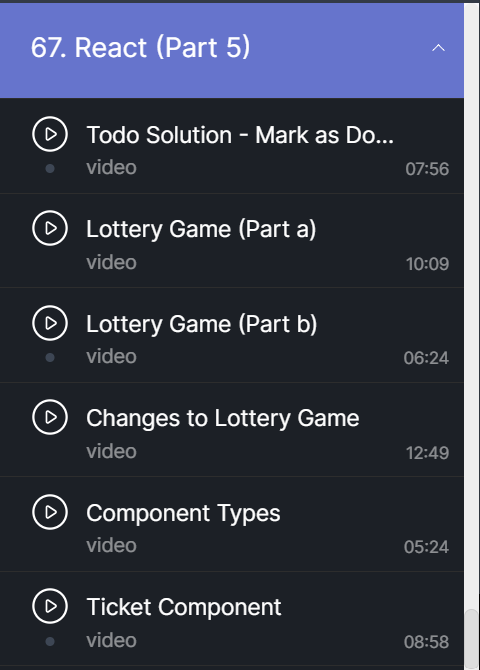 67. React (Part 5)
Todo Solution - Mark as Do...
video
07:56
Lottery Game (Part a)
video
10:09
Lottery Game (Part b)
video
06:24
Changes to Lottery Game
video
12:49
Component Types
video
05:24
Ticket Component
video
08:58